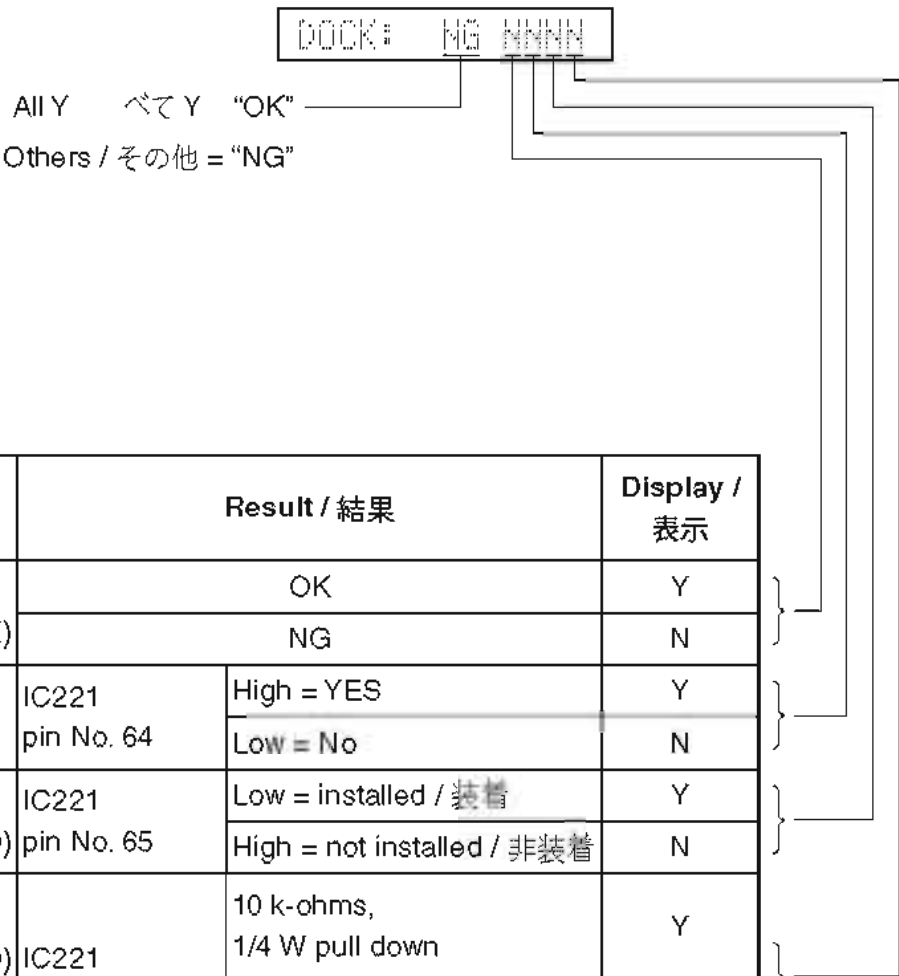 DOCK: NG NNNN
All Y べて Y “OK”
Others / その他 = “NG”
Result / 結果
Display /
表示
OK
Y
)
NG
N
IC221
pin No. 64
High = YES
Y
Low = No
N
IC221
) pin No. 65
Low = installed / 装着
Y
High = not installed / 非装着
N
10 k-ohms,
1/4 W pull down
Y
) IC221